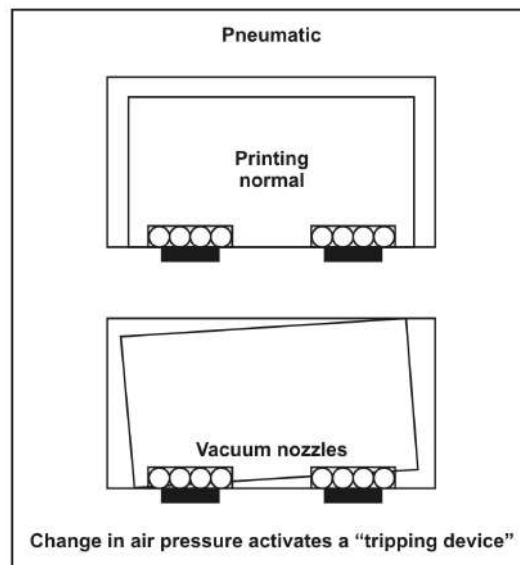 Pneumatic
Printing
normal
Vacuum nozzles
Change in air pressure activates a “tripping device”